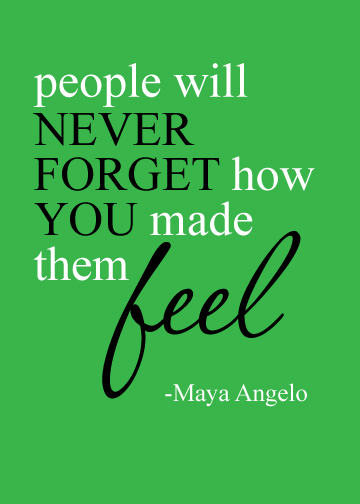 people will
NEVER
FORGET how
YOU made
them
feel
-Maya Angelo